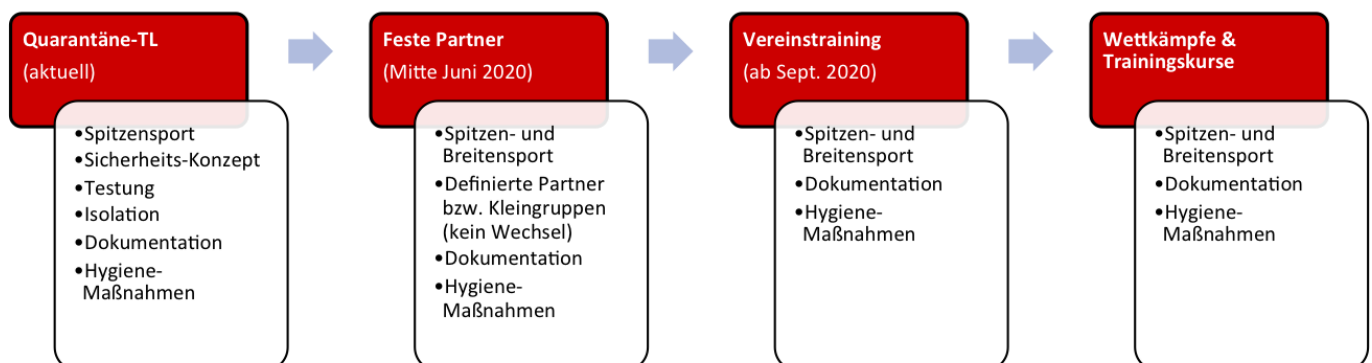 Quarantäne-TL
(aktuell)
•Spitzensport
•Sicherheits-Konzept
•Testung
•Isolation
•Dokumentation
•Hygiene-
Maßnahmen
Feste Partner
(Mitte Juni 2020)
•Spitzen- und
Breitensport
•Definierte Partner
bzw. Kleingruppen
(kein Wechsel)
•Dokumentation
•Hygiene-
Maßnahmen
Vereinstraining
(ab Sept. 2020)
•Spitzen- und
Breitensport
•Dokumentation
•Hygiene-
Maßnahmen
Wettkämpfe &
Trainingskurse
•Spitzen- und
Breitensport
•Dokumentation
•Hygiene-
Maßnahmen